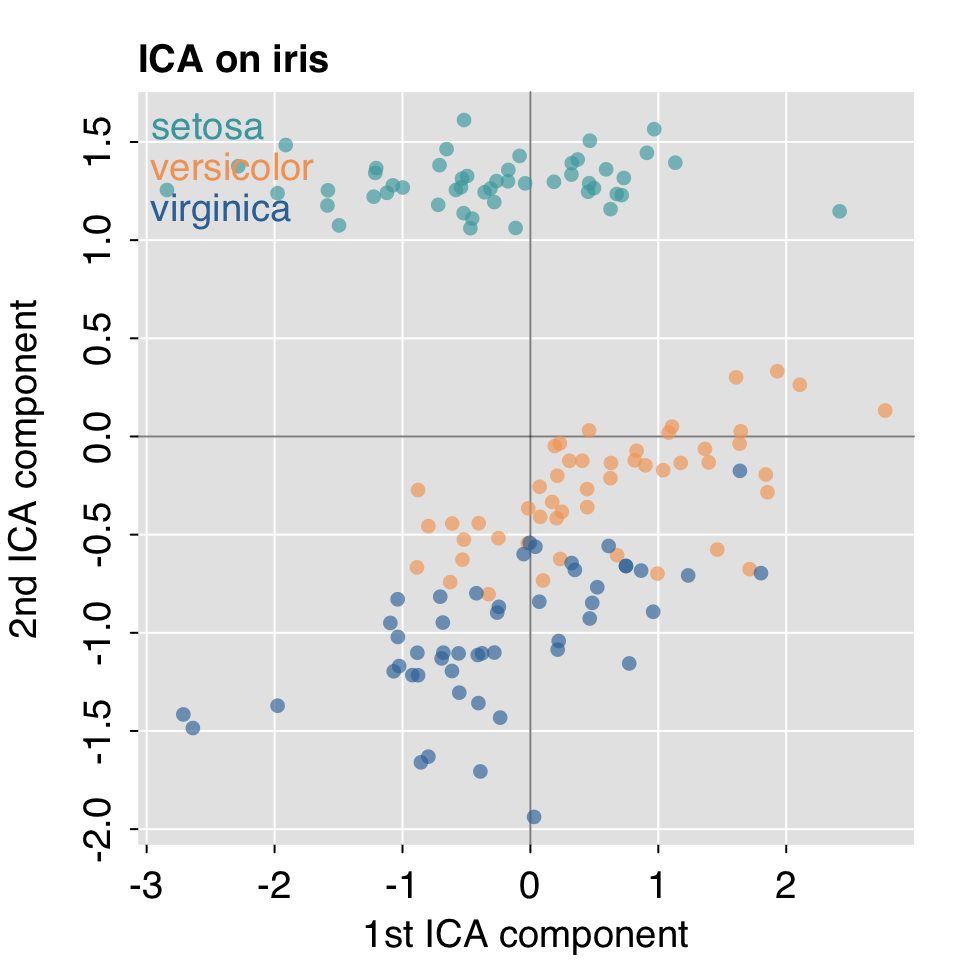 ICA on iris
setosa
versicolor
virginica
2nd ICA component
1.5
1.0
0.5
0.0
-0.5
-1.0
-1.5
-2.0
-3 -2 -1 0 1 2
1st ICA component